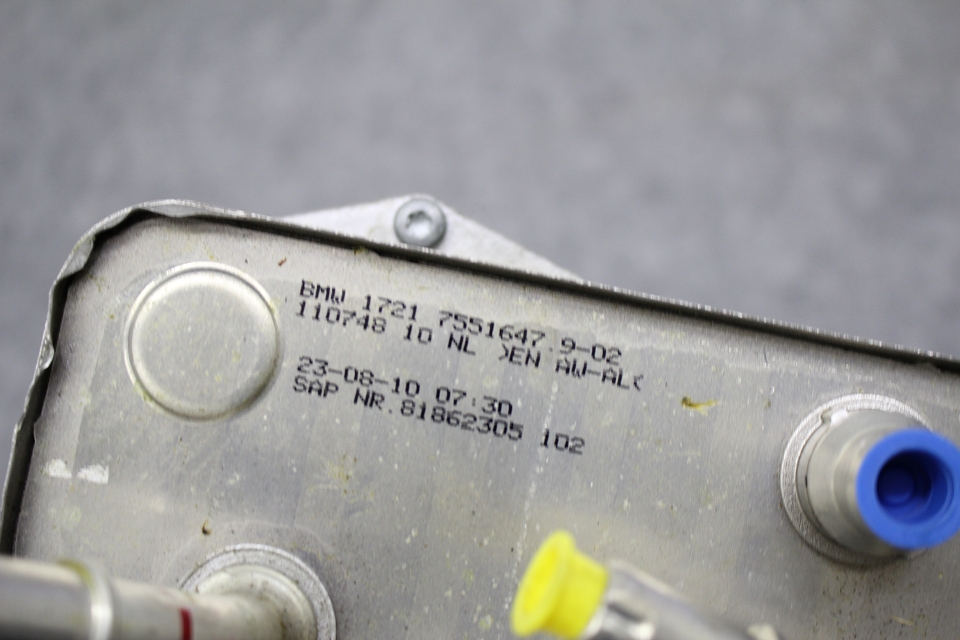 BMW 1721 7551647.9-02
110748 10 NL >EN AW-AL<
23-08-10 07:30
SAP NR.81862305 102